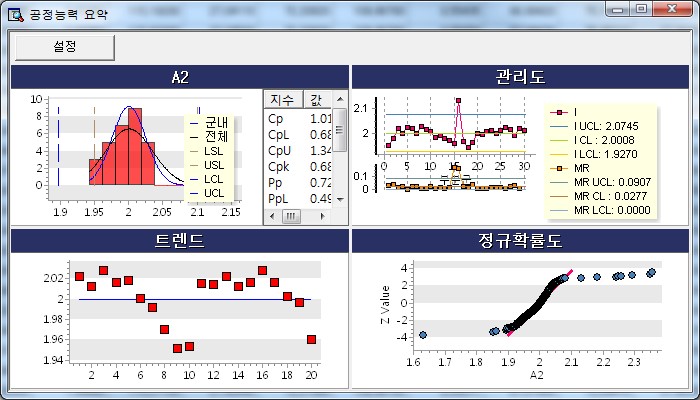 공정능력 요약
설정
A2
10
8
6
4
2
0
1.9 1.95 2 2.05 2.1 2.15
군내
전체
LSL
USL
LCL
UCL
지수 값
Cp 1.01
CpL 0.68
CpU 1.34
Cpk 0.68
Pp 0.72
PpL 0.49
관리도
2.1
2
0 5 10 15 20 25 30
0.1
0
I
I UCL: 2.0745
I CL : 2.0008
I LCL: 1.9270
MR
MR UCL: 0.0907
MR CL : 0.0277
MR LCL: 0.0000
트렌드
2.02
2
1.98
1.96
1.94
2 4 6 8 10 12 14 16 18 20
정규확률도
Z Value
4
2
0
-2
-4
1.6 1.7 1.8 1.9 2.0 2.1 2.2 2.3
A2